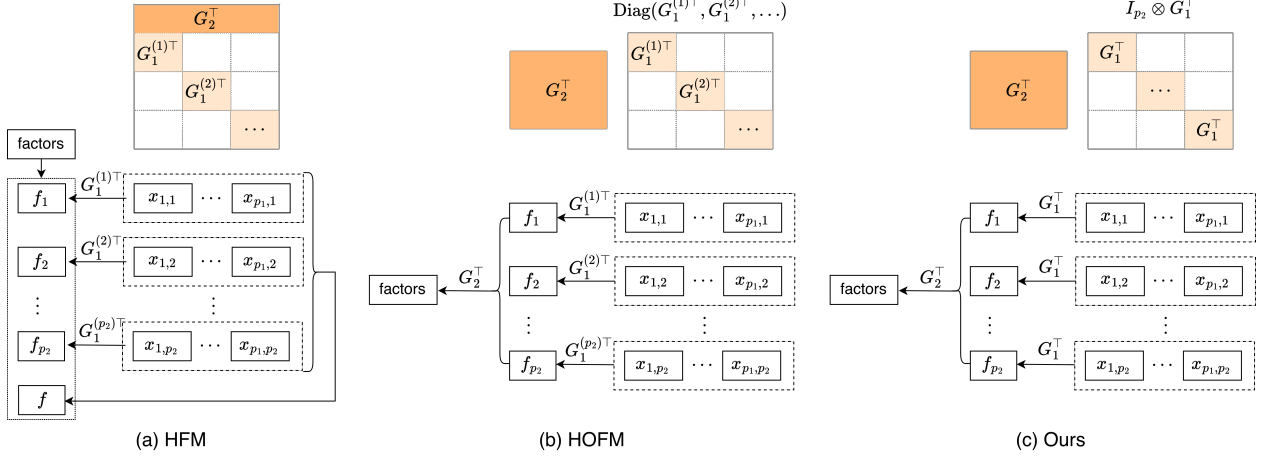 G_2^⊤
G_1^{(1)⊤}
G_1^{(2)⊤}
⋯
factors
f_1 G_1^{(1)⊤} x_{1,1} ⋯ x_{p_1,1}
f_2 G_1^{(2)⊤} x_{1,2} ⋯ x_{p_1,2}
⋮ ⋮
f_{p_2} G_1^{(p_2)⊤} x_{1,p_2} ⋯ x_{p_1,p_2}
f
(a) HFM
Diag(G_1^{(1)⊤}, G_1^{(2)⊤}, …)
G_2^⊤
G_1^{(1)⊤}
G_1^{(2)⊤}
⋯
f_1 G_1^{(1)⊤} x_{1,1} ⋯ x_{p_1,1}
factors G_2^⊤ f_2 G_1^{(2)⊤} x_{1,2} ⋯ x_{p_1,2}
⋮ ⋮
f_{p_2} G_1^{(p_2)⊤} x_{1,p_2} ⋯ x_{p_1,p_2}
(b) HOFM
I_{p_2} ⊗ G_1^⊤
G_2^⊤
G_1^⊤
⋯
G_1^⊤
f_1 G_1^⊤ x_{1,1} ⋯ x_{p_1,1}
factors G_2^⊤ f_2 G_1^⊤ x_{1,2} ⋯ x_{p_1,2}
⋮ ⋮
f_{p_2} G_1^⊤ x_{1,p_2} ⋯ x_{p_1,p_2}
(c) Ours